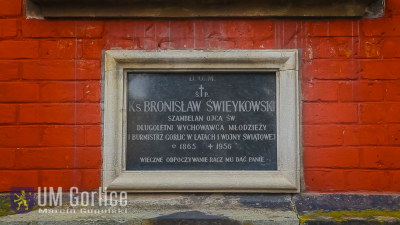 D.O.M.
Ś.P.
Ks. BRONISŁAW ŚWIEYKOWSKI
SZAMBELAN OJCA ŚW.
DŁUGOLETNI WYCHOWAWCA MŁODZIEŻY
I BURMISTRZ GORLIC W LATACH I WOJNY ŚWIATOWEJ
* 1865 + 1956
WIECZNE ODPOCZYWANIE RACZ MU DAĆ PANIE
UM Gorlice
Marcin Gugulski